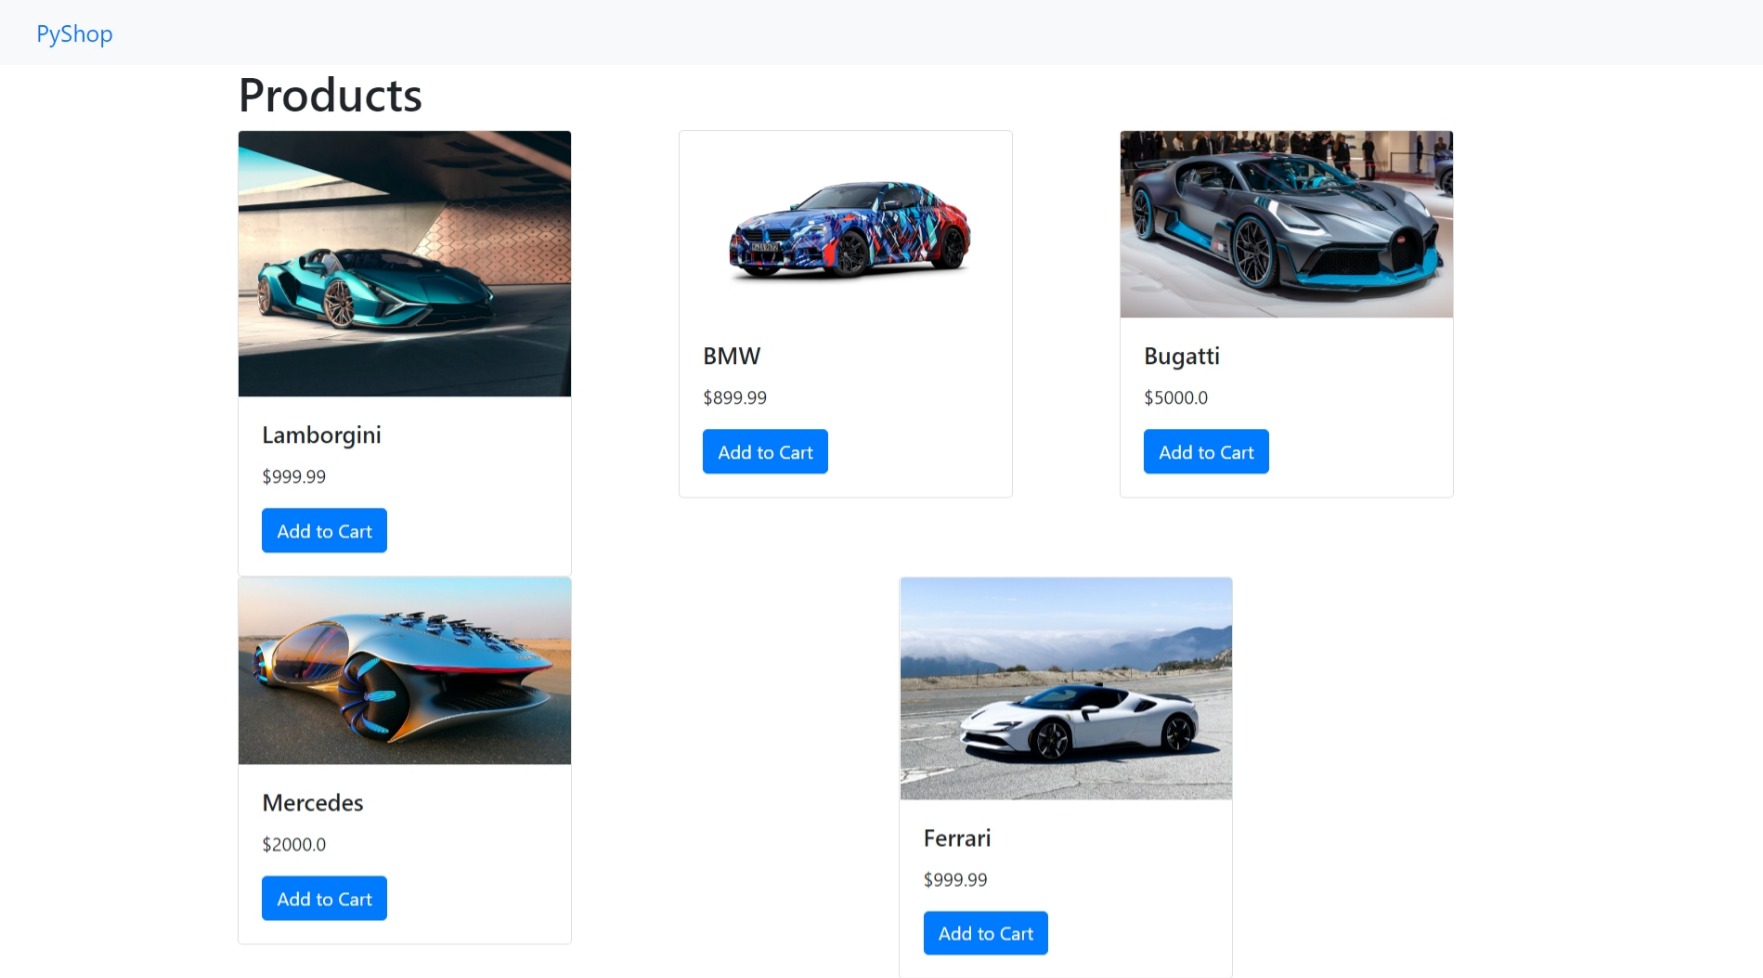 PyShop
Products
Lamborgini
$999.99
Add to Cart
BMW
$899.99
Add to Cart
Bugatti
$5000.0
Add to Cart
Mercedes
$2000.0
Add to Cart
Ferrari
$999.99
Add to Cart